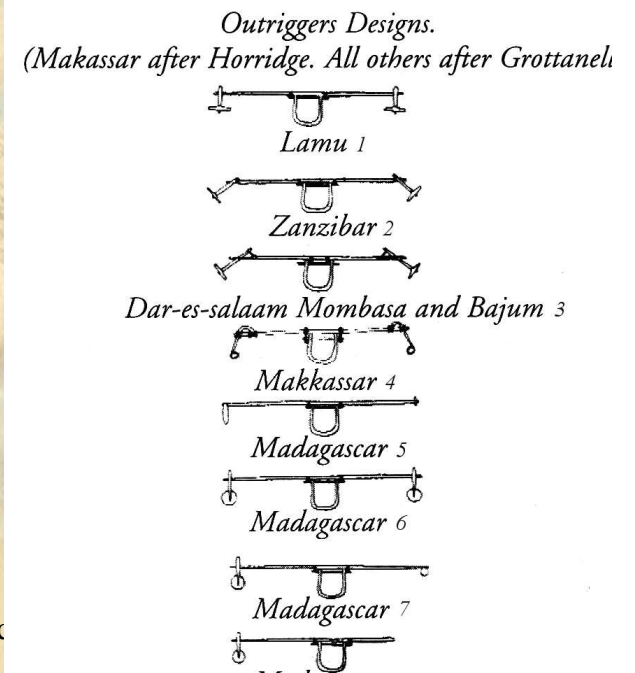 Outriggers Designs.
(Makassar after Horridge. All others after Grottanell
Lamu 1
Zanzibar 2
Dar-es-salaam Mombasa and Bajum 3
Makkassar 4
Madagascar 5
Madagascar 6
Madagascar 7